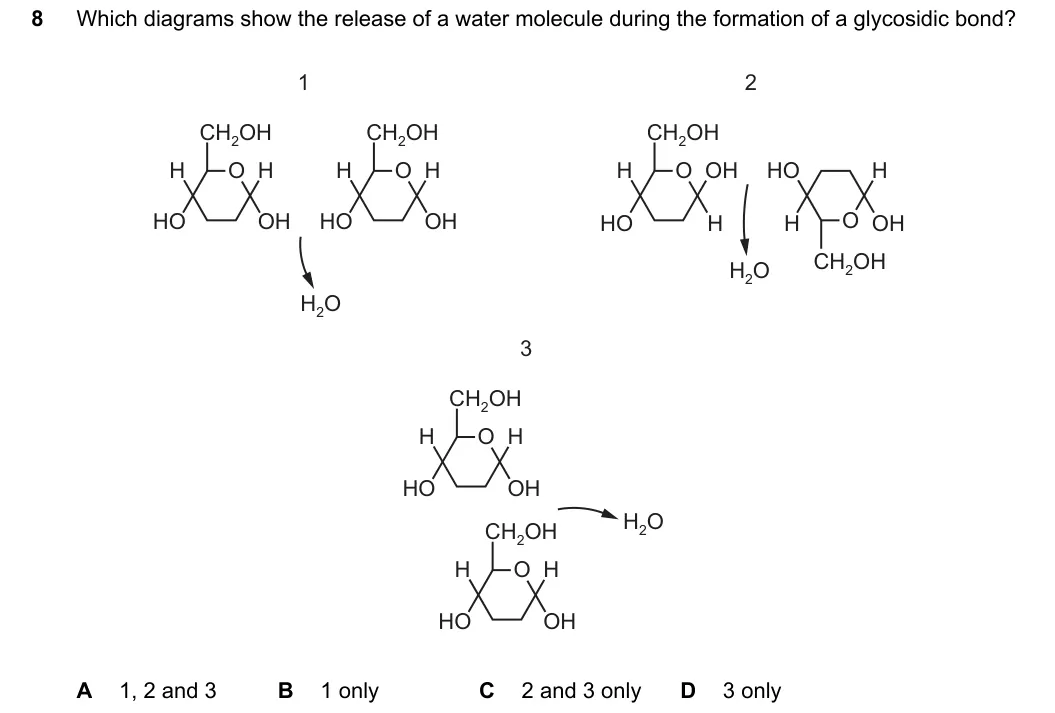 8 Which diagrams show the release of a water molecule during the formation of a glycosidic bond?
1
CH₂OH CH₂OH
H O H H O H
HO OH HO OH
H₂O
2
CH₂OH
H O OH HO H
HO H H O OH
H₂O CH₂OH
3
CH₂OH
H O H
HO OH
H₂O
CH₂OH
H O H
HO OH
A 1, 2 and 3 B 1 only C 2 and 3 only D 3 only